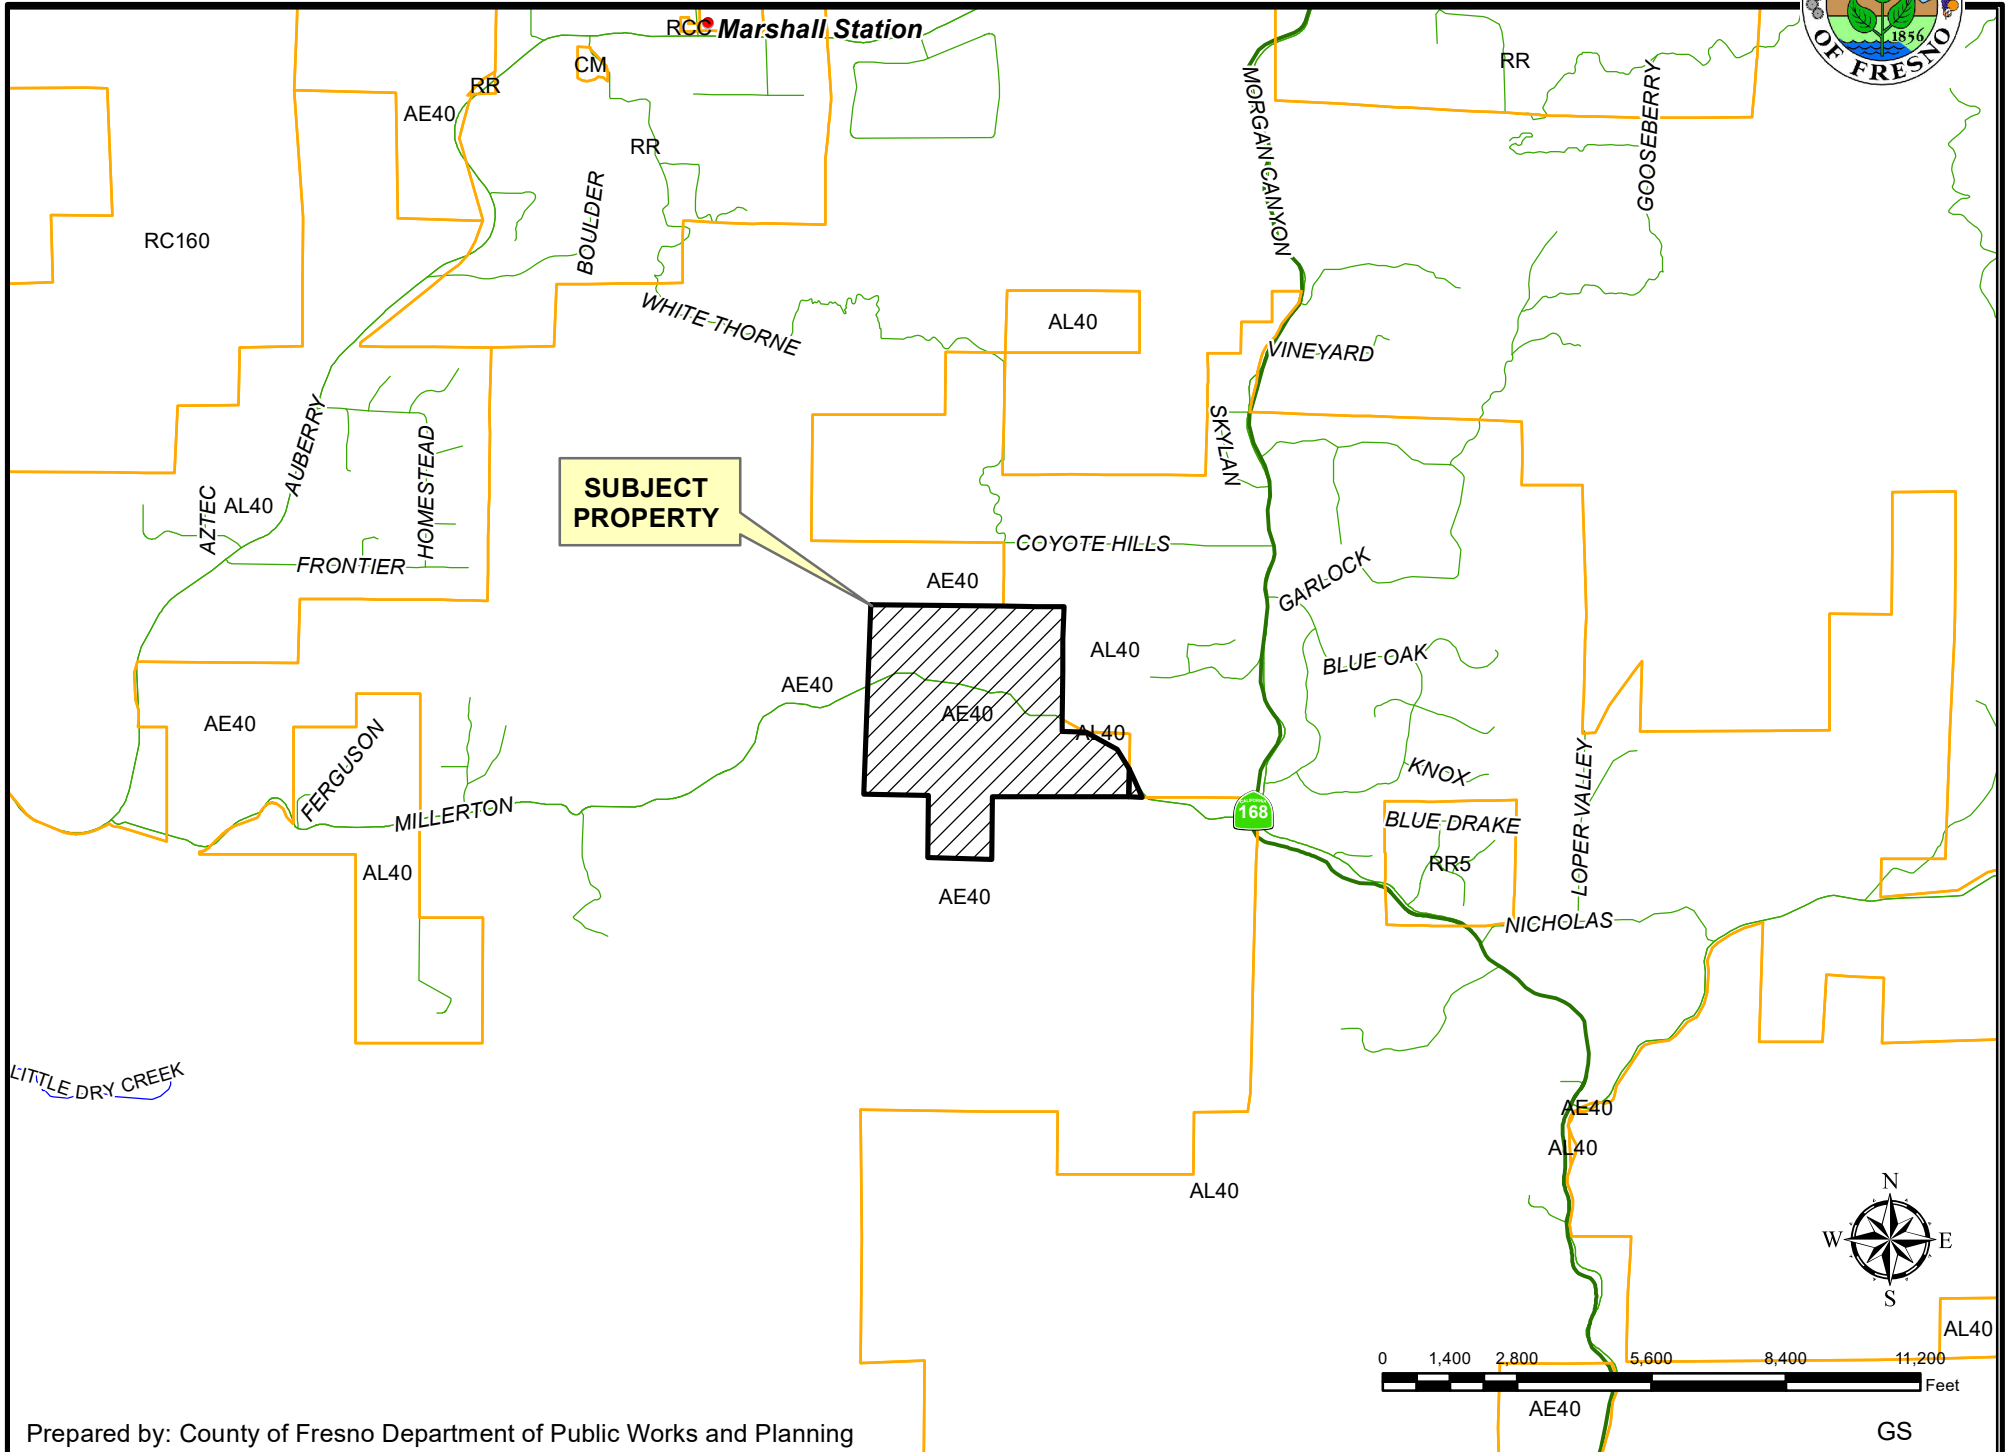 RCC Marshall Station
1856
OF FRESNO
CM
RR
RR
AE40
RR
MORGAN CANYON
GOOSEBERRY
BOULDER
RC160
WHITE THORNE
AL40
VINEYARD
SKYLAN
AUBERRY
HOMESTEAD
SUBJECT
PROPERTY
AZTEC
AL40
FRONTIER
COYOTE HILLS
GARLOCK
AE40
AL40
BLUE OAK
AE40
AE40
AE40
AL40
FERGUSON
KNOX
LOPER VALLEY
MILLERTON
CALIFORNIA
168
BLUE DRAKE
RR5
AL40
AE40
NICHOLAS
LITTLE DRY CREEK
AE40
AL40
AL40
N
W E
S
AL40
0 1,400 2,800 5,600 8,400 11,200
Feet
AE40
Prepared by: County of Fresno Department of Public Works and Planning
GS